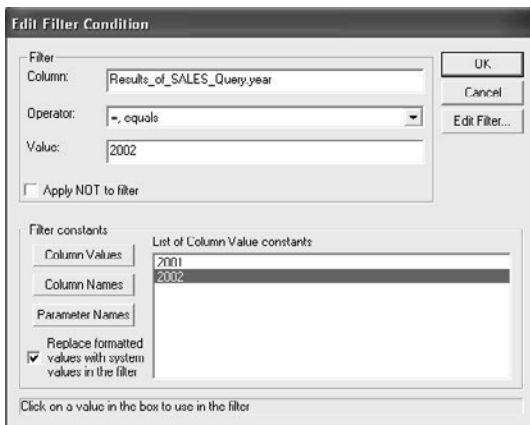 Edit Filter Condition
Filter
Column: Results_of_SALES_Query.year
Operator: =, equals
Value: 2002
Apply NOT to filter
OK
Cancel
Edit Filter...
Filter constants
Column Values
Column Names
Parameter Names
Replace formatted
values with system
values in the filter
List of Column Value constants
2001
2002
Click on a value in the box to use in the filter